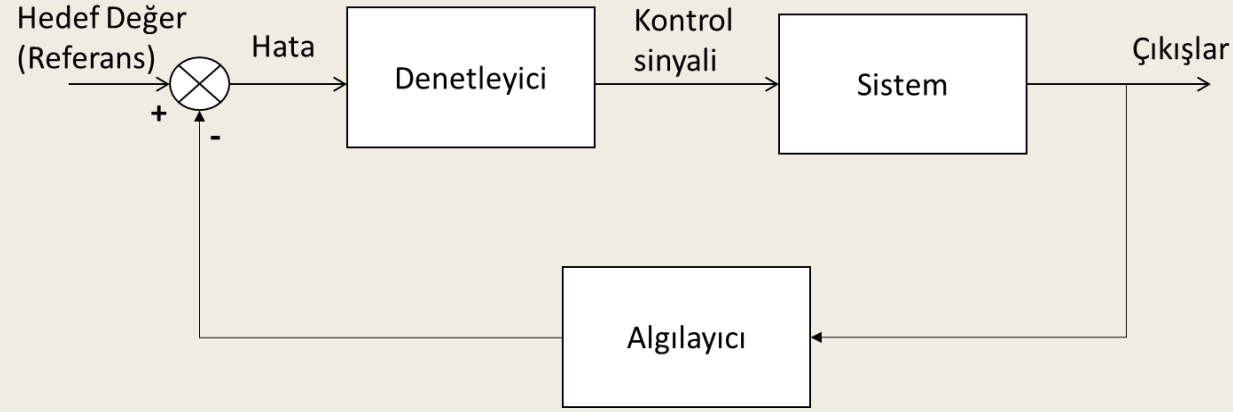 Hedef Değer
(Referans)
Hata
Denetleyici
Kontrol
sinyali
Sistem
Çıkışlar
+
-
Algılayıcı